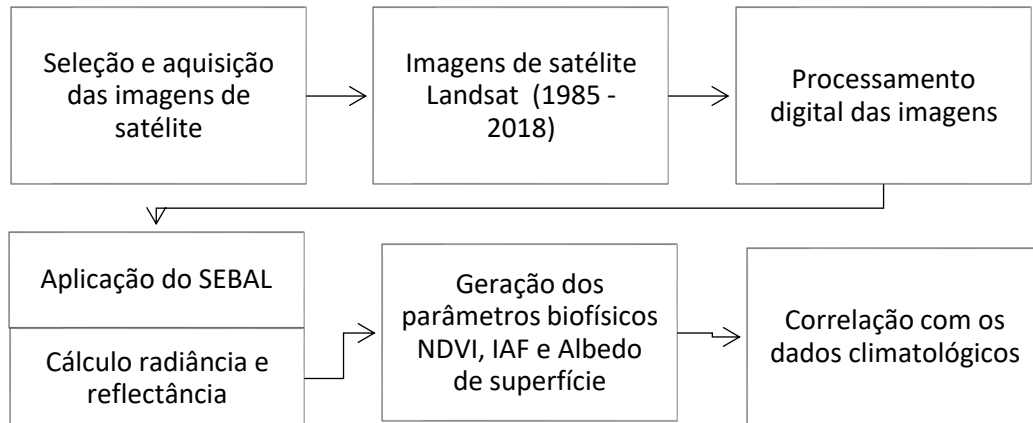 Seleção e aquisição
das imagens de
satélite
Imagens de satélite
Landsat (1985 -
2018)
Processamento
digital das imagens
Aplicação do SEBAL
Cálculo radiância e
reflectância
Geração dos
parâmetros biofísicos
NDVI, IAF e Albedo
de superfície
Correlação com os
dados climatológicos